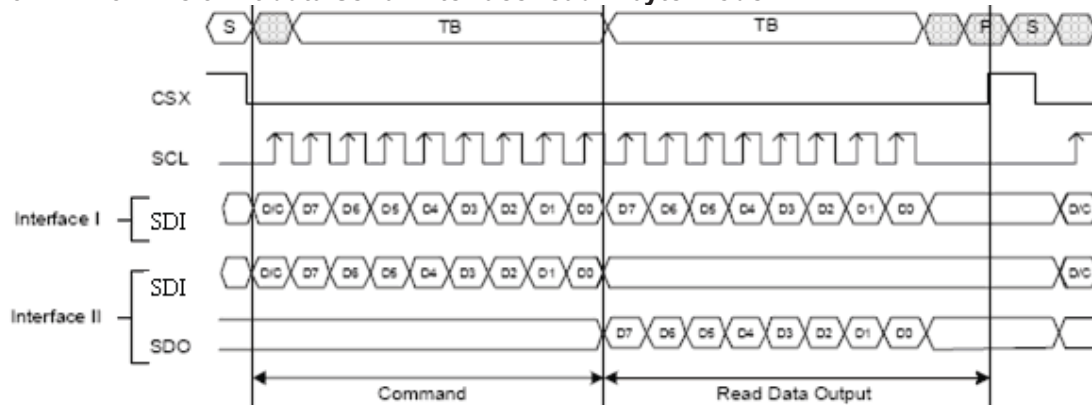 S TB TB P S
CSX
SCL
Interface I
SDI D/C D7 D6 D5 D4 D3 D2 D1 D0 D7 D6 D5 D4 D3 D2 D1 D0 D/C
Interface II
SDI D/C D7 D6 D5 D4 D3 D2 D1 D0 D/C
SDO D7 D6 D5 D4 D3 D2 D1 D0
Command Read Data Output